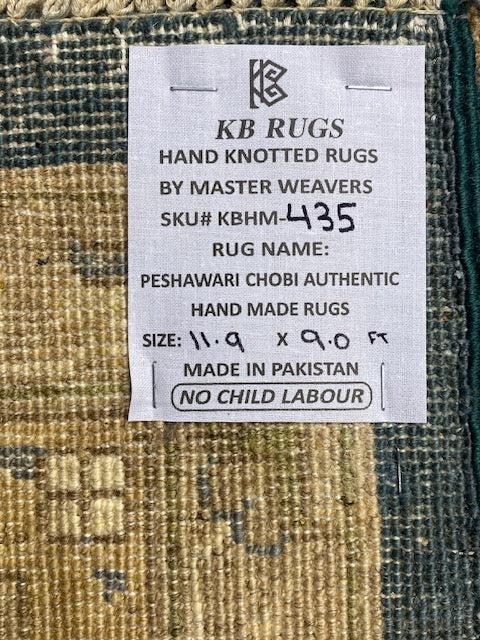 KB
KB RUGS
HAND KNOTTED RUGS
BY MASTER WEAVERS
SKU# KBHM-435
RUG NAME:
PESHAWARI CHOBI AUTHENTIC
HAND MADE RUGS
SIZE: 11.9 X 9.0 FT
MADE IN PAKISTAN
NO CHILD LABOUR